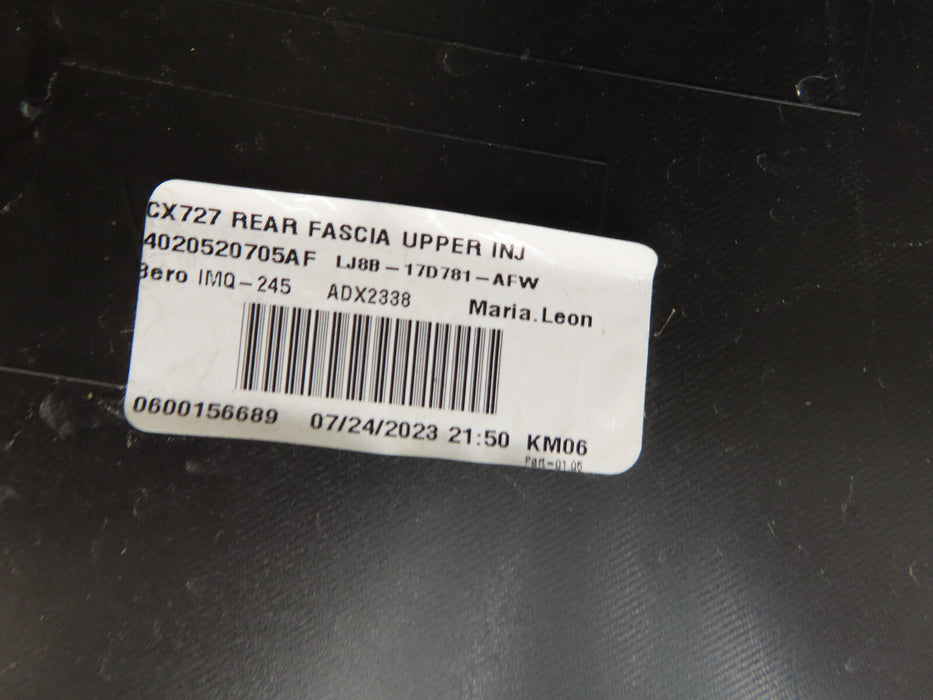 CX727 REAR FASCIA UPPER INJ
4020520705AF LJ8B-17D781-AFW
Bero IMQ-245 ADX2338 Maria.Leon
0600156689 07/24/2023 21:50 KM06
Part-01.05